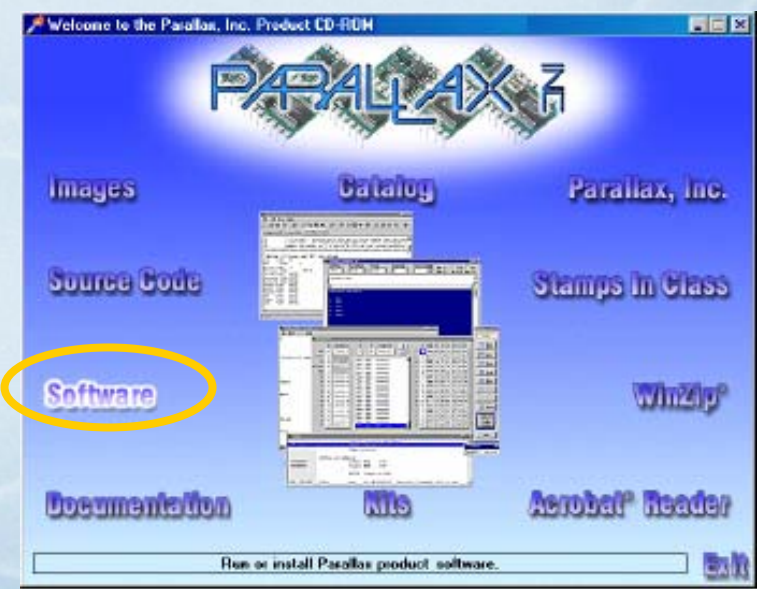 Welcome to the Parallax, Inc. Product CD-ROM
PARALLAX
Images
Catalog
Parallax, Inc.
Source Code
Stamps In Class
Software
WinZip®
Documentation
Kits
Acrobat® Reader
Run or install Parallax product software.
Exit